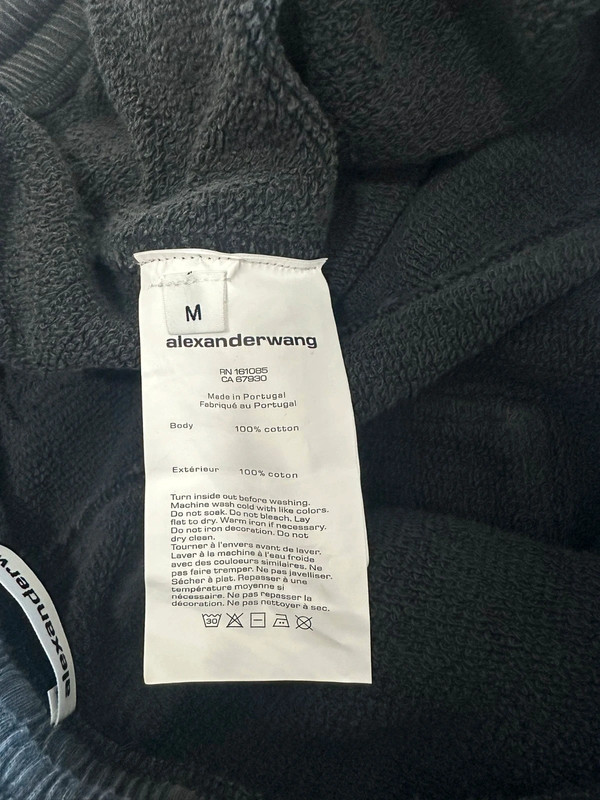 M
alexanderwang
RN 161085
CA 67930
Made in Portugal
Fabriqué au Portugal
Body 100% cotton
Extérieur 100% coton
Turn inside out before washing.
Machine wash cold with like colors.
Do not soak. Do not bleach. Lay
flat to dry. Warm iron if necessary.
Do not iron decoration. Do not
dry clean.
Tourner à l'envers avant de laver.
Laver à la machine à l'eau froide
avec des couloeurs similaires. Ne
pas faire tremper. Ne pas javelliser.
Sécher à plat. Repasser à une
température moyenne si
nécessaire. Ne pas repasser la
décoration. Ne pas nettoyer à sec.
30
alexanderw